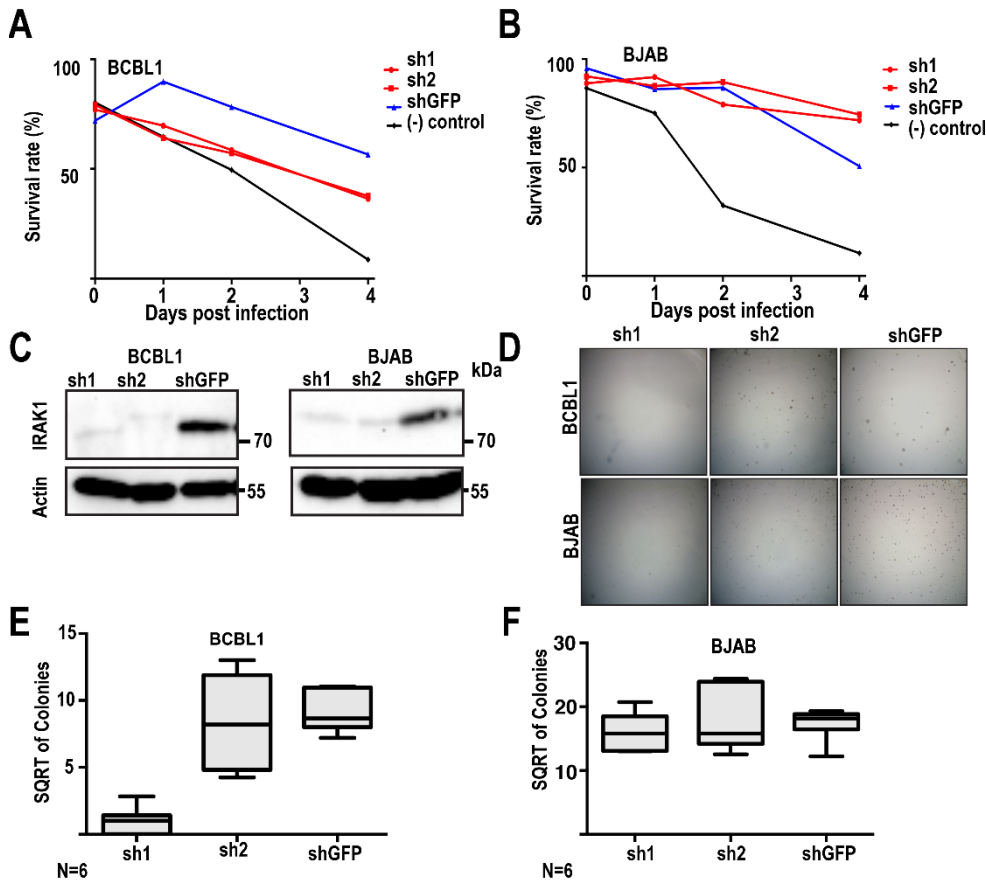 A
BCBL1
sh1
sh2
shGFP
(-) control
100
50
Survival rate (%)
0 1 2 3 4
Days post infection
B
BJAB
sh1
sh2
shGFP
(-) control
100
50
Survival rate (%)
0 1 2 3 4
Days post infection
C
BCBL1
sh1 sh2 shGFP
BJAB
sh1 sh2 shGFP
kDa
IRAK1
70
70
Actin
55
55
D
sh1 sh2 shGFP
BCBL1
BJAB
E
BCBL1
15
10
5
SQRT of Colonies
sh1 sh2 shGFP
N=6
F
BJAB
30
20
10
SQRT of Colonies
sh1 sh2 shGFP
N=6